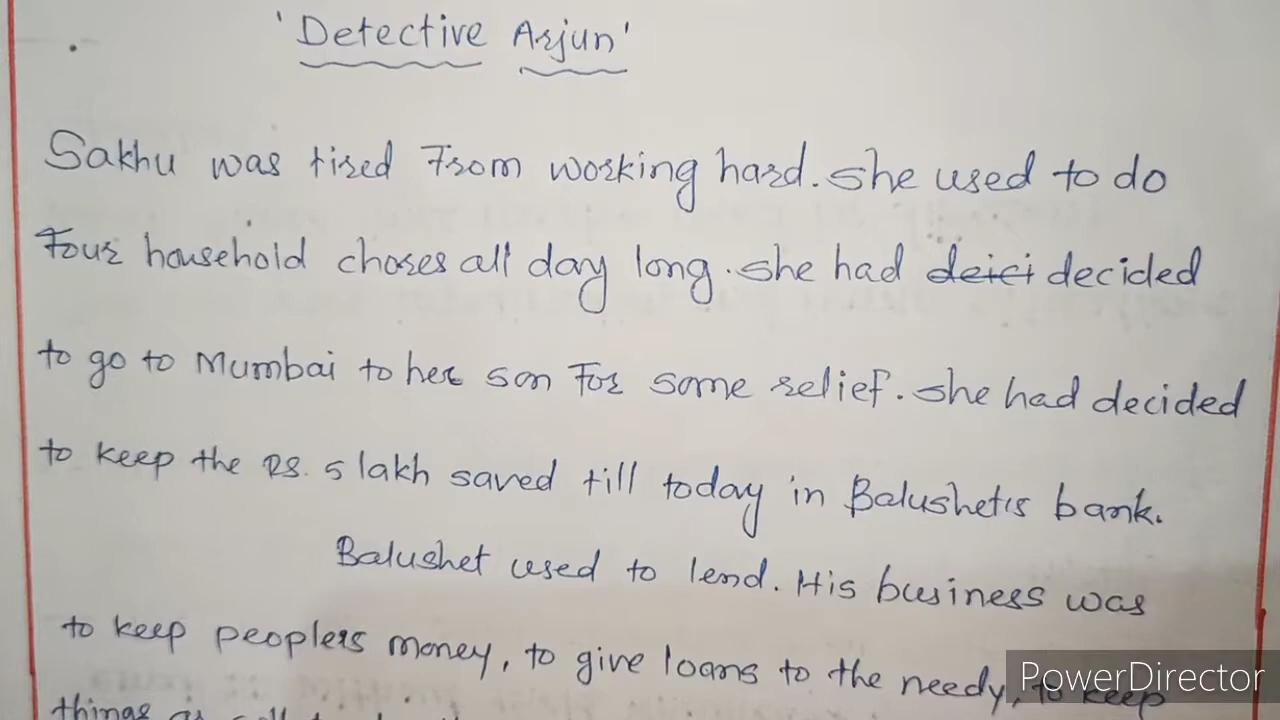 'Detective Arjun'
Sakhu was tired From working hard. she used to do
Four household chores all day long. she had deici decided
to go to Mumbai to her son For some relief. she had decided
to keep the RS. 5 lakh saved till today in Balushet's bank.
Balushet used to lend. His business was
to keep people's money, to give loans to the needy, to keep
things as
PowerDirector